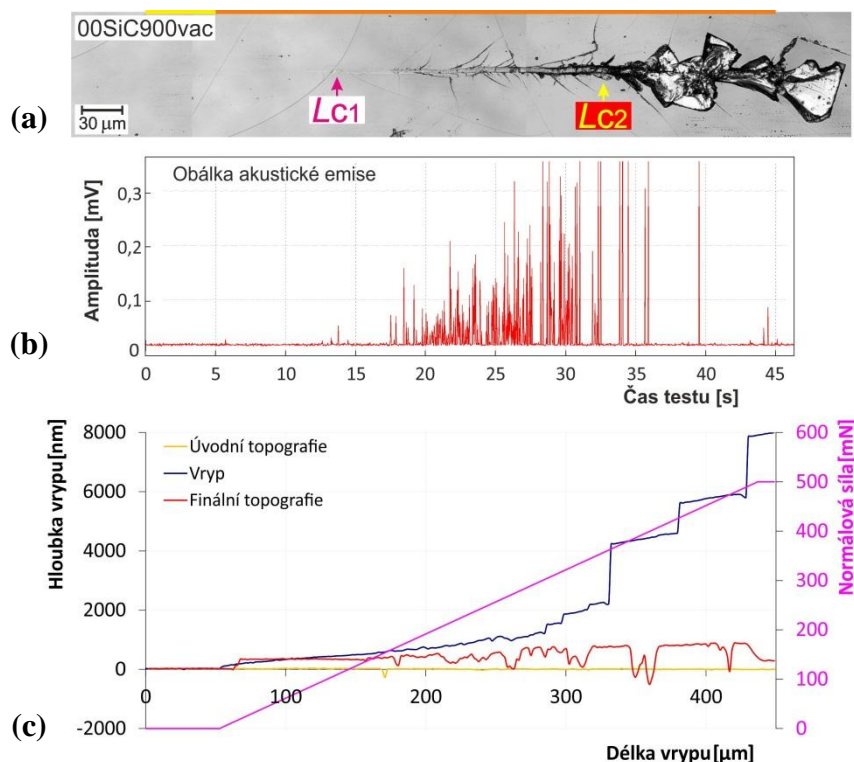 00SiC900vac
30 µm
LC1
LC2
(a)
Obálka akustické emise
Amplituda [mV]
0,3
0,2
0,1
0
(b)
0 5 10 15 20 25 30 35 40 45
Čas testu [s]
Hloubka vrypu[nm]
8000
6000
4000
2000
0
-2000
Úvodní topografie
Vryp
Finální topografie
600
500
400
300
200
100
0
Normálová síla[mN]
0 100 200 300 400
(c)
Délka vrypu[µm]